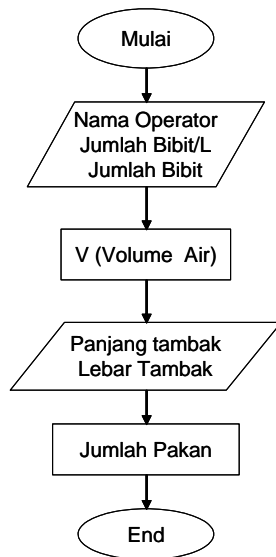 Mulai
Nama Operator
Jumlah Bibit/L
Jumlah Bibit
V (Volume Air)
Panjang tambak
Lebar Tambak
Jumlah Pakan
End